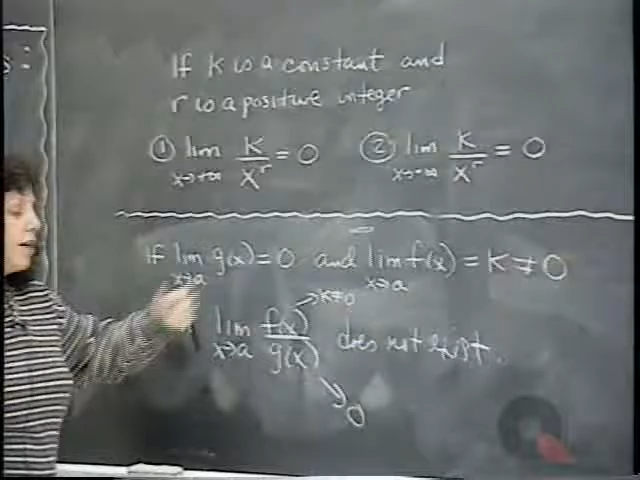 s:
If K is a constant and
r is a positive integer
① lim x→+∞ K/x^r = 0 ② lim x→-∞ K/x^r = 0
If lim x→a g(x) = 0 and lim x→a f(x) = K ≠ 0
lim x→a f(x)/g(x) does not exist.
→K≠0
→0